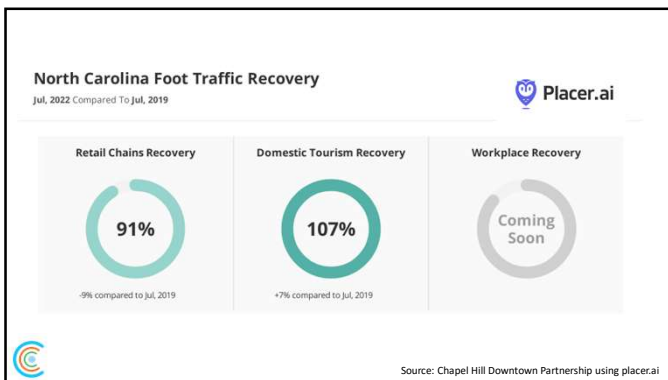 North Carolina Foot Traffic Recovery
Jul, 2022 Compared To Jul, 2019
Placer.ai
Retail Chains Recovery
91%
-9% compared to Jul, 2019
Domestic Tourism Recovery
107%
+7% compared to Jul, 2019
Workplace Recovery
Coming
Soon
Source: Chapel Hill Downtown Partnership using placer.ai